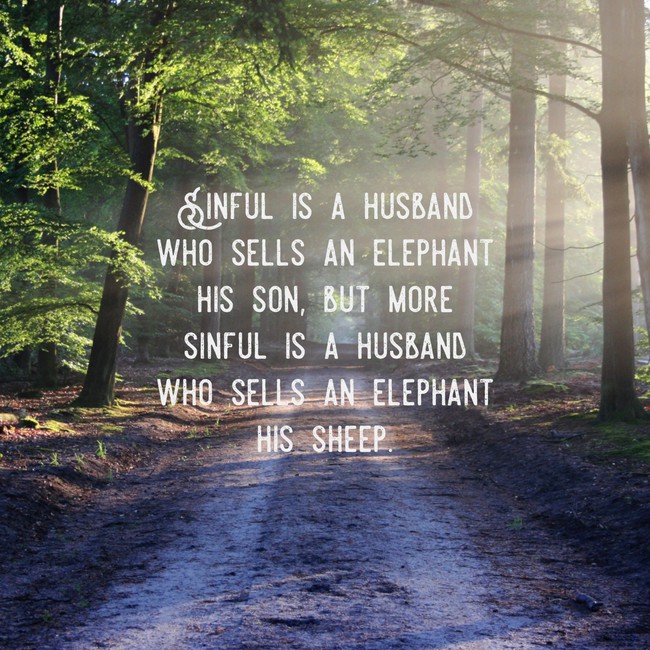 Sinful is a husband
who sells an elephant
his son, but more
sinful is a husband
who sells an elephant
his sheep.